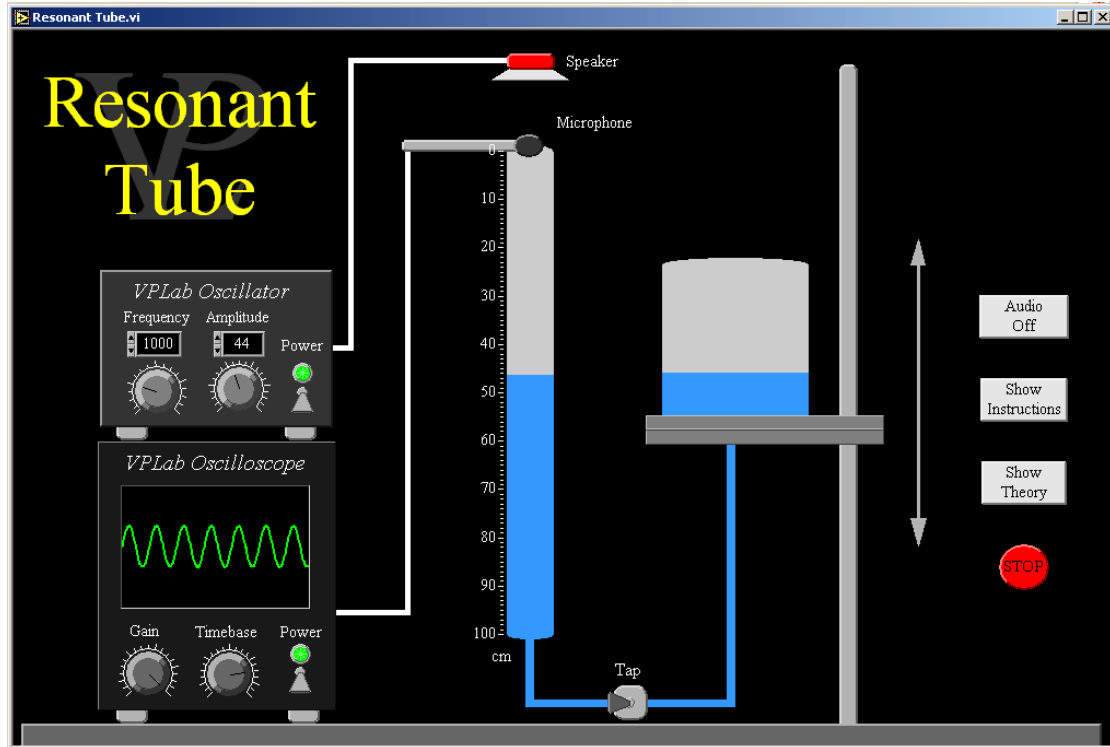 Resonant Tube.vi
Resonant
Tube
VP
Speaker
Microphone
0
10
20
30
40
50
60
70
80
90
100
cm
VPLab Oscillator
Frequency Amplitude
1000 44 Power
VPLab Oscilloscope
Gain Timebase Power
Tap
Audio
Off
Show
Instructions
Show
Theory
STOP